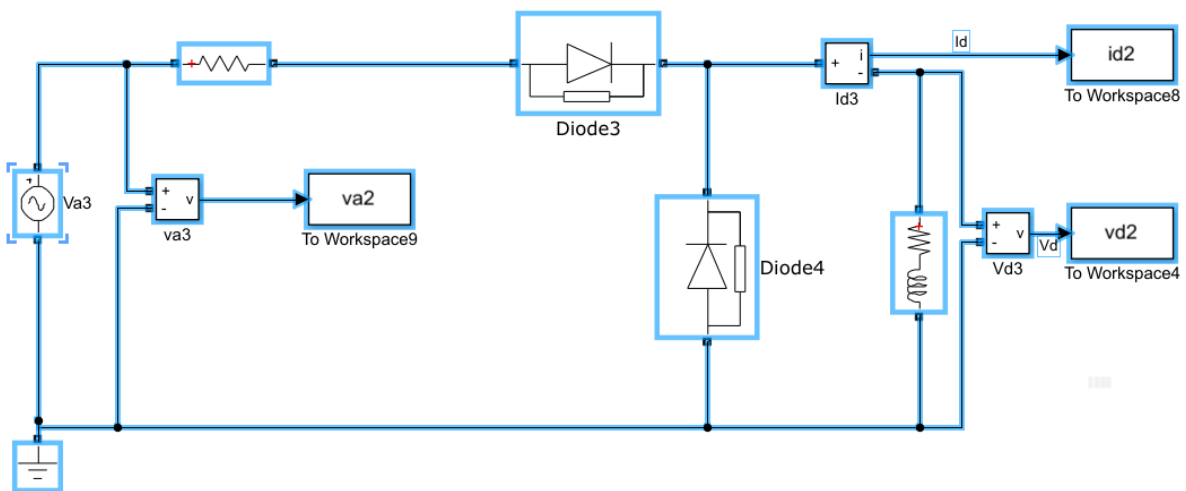 Id
id2
i
+
-
Id3
To Workspace8
Diode3
+
Va3
+
v
-
va3
va2
To Workspace9
Diode4
+
v
-
Vd3
Vd
vd2
To Workspace4